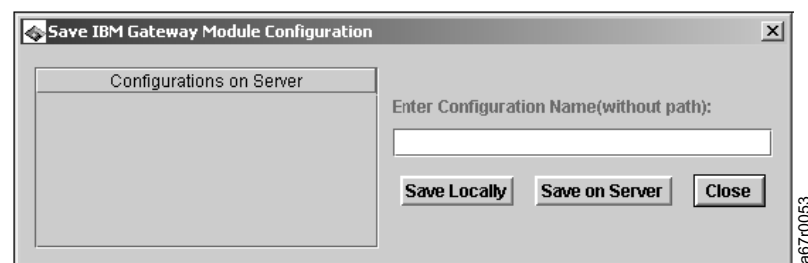 Save IBM Gateway Module Configuration
Configurations on Server
Enter Configuration Name(without path):
Save Locally
Save on Server
Close
a67r0053